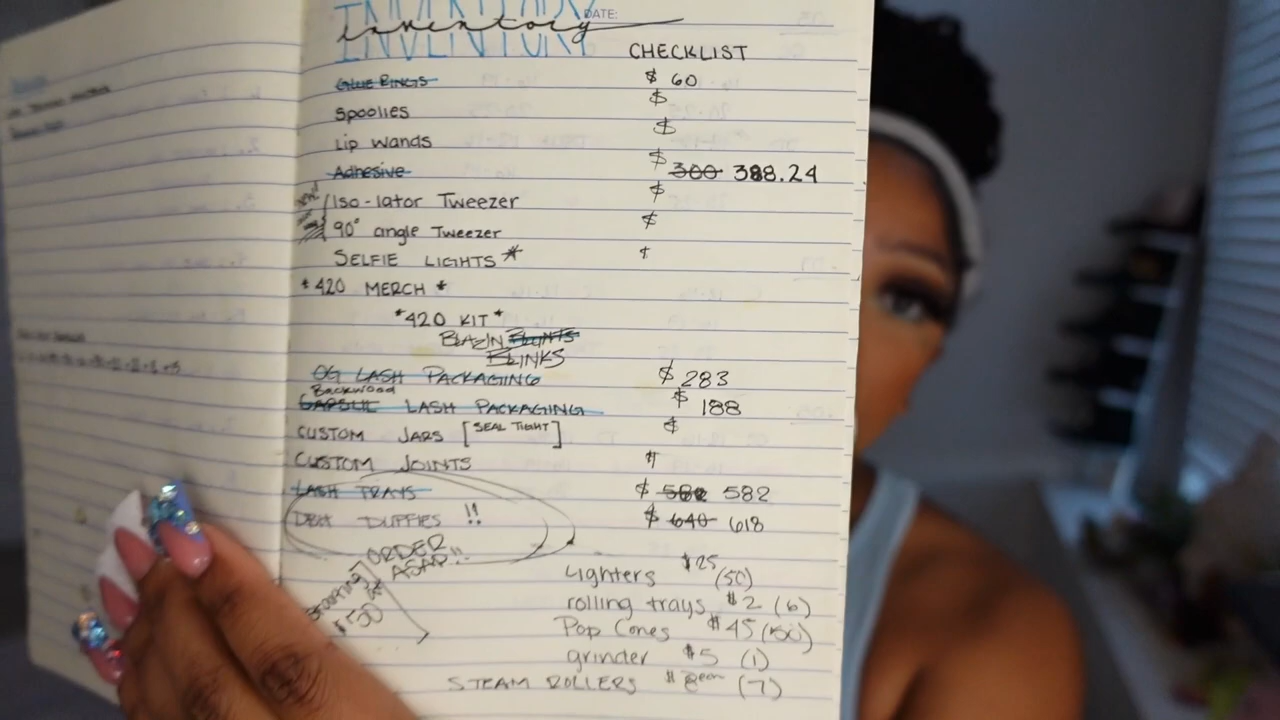 INVENTORY
inventory
DATE:
CHECKLIST
GLUE RINGS $ 60
Spoolies $
Lip Wands $
Adhesive $ 300 388.24
Iso-lator Tweezer $
90° angle Tweezer $
SELFIE LIGHTS * $
* 420 MERCH *
*420 KIT*
BLAZIN BLUNTS
BLINKS
OG LASH PACKAGING $ 283
Backwood
CAPSULE LASH PACKAGING $ 188
CUSTOM JARS [SEAL TIGHT] $
CUSTOM JOINTS $
LASH TRAYS $ 582
DBH DUFFIES !! $ 640 618
ORDER
ASAP!!
Lighters $25 (50)
rolling trays $2 (6)
Pop Cones $45
grinder $5 (1)
STEAM ROLLERS (7)